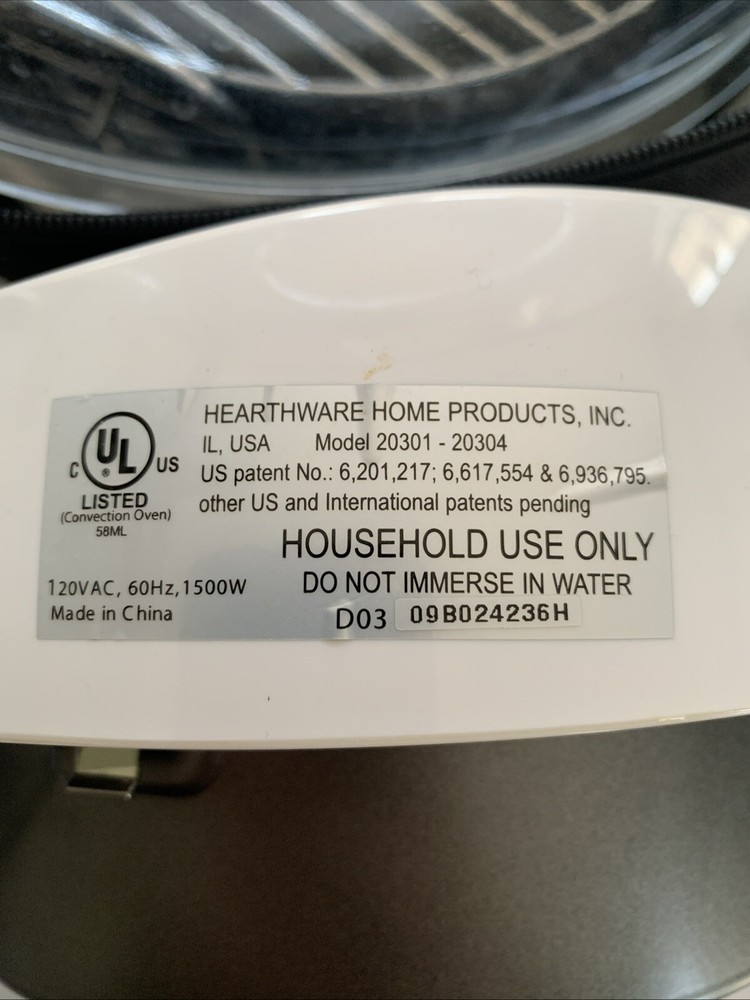 HEARTHWARE HOME PRODUCTS, INC.
IL, USA Model 20301 - 20304
US patent No.: 6,201,217; 6,617,554 & 6,936,795.
other US and International patents pending
C UL ® US
LISTED
(Convection Oven)
58ML
HOUSEHOLD USE ONLY
120VAC, 60Hz,1500W
DO NOT IMMERSE IN WATER
Made in China
D03 09B024236H